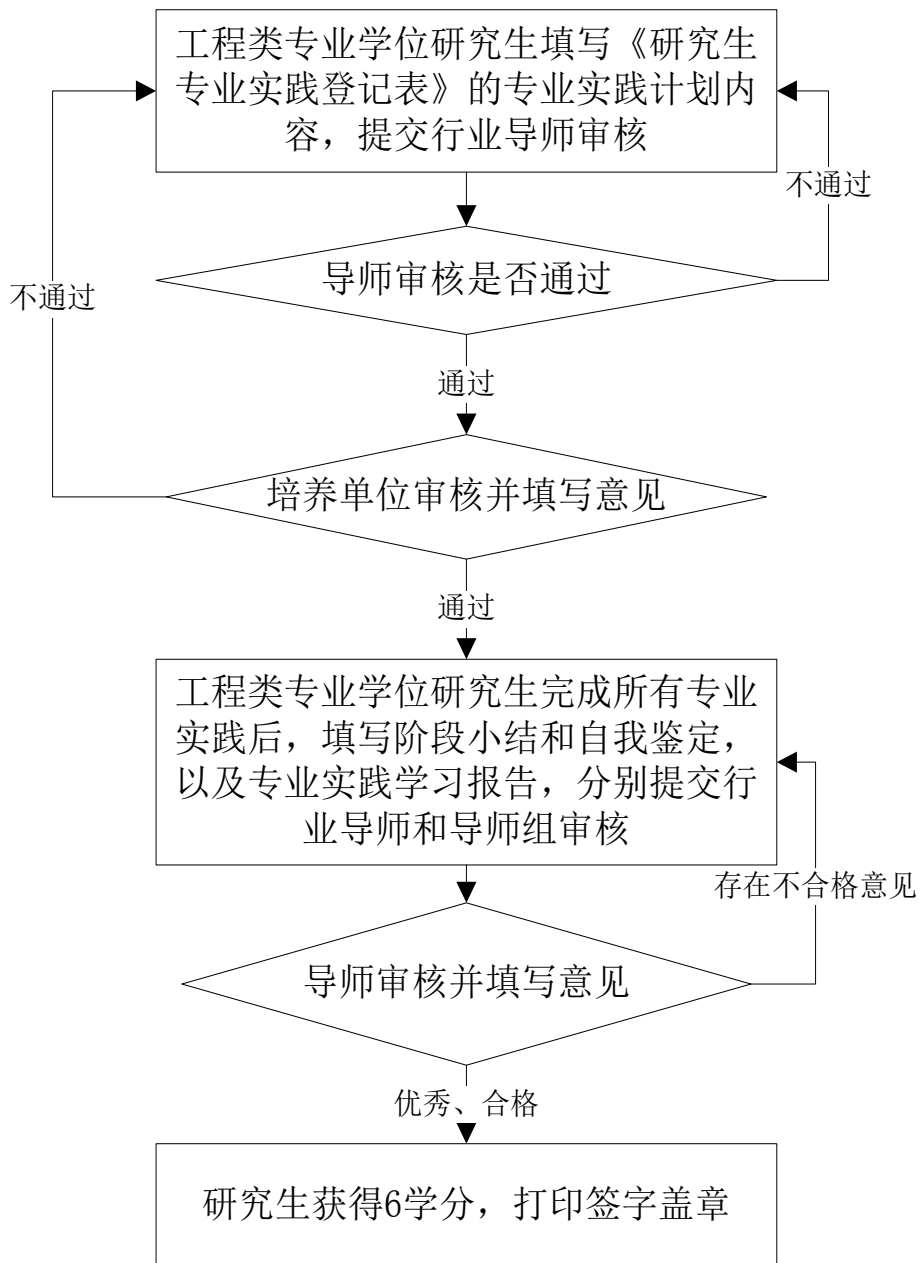 工程类专业学位研究生填写《研究生
专业实践登记表》的专业实践计划内
容，提交行业导师审核
不通过
导师审核是否通过
不通过
通过
培养单位审核并填写意见
通过
工程类专业学位研究生完成所有专业
实践后，填写阶段小结和自我鉴定，
以及专业实践学习报告，分别提交行
业导师和导师组审核
存在不合格意见
导师审核并填写意见
优秀、合格
研究生获得6学分，打印签字盖章